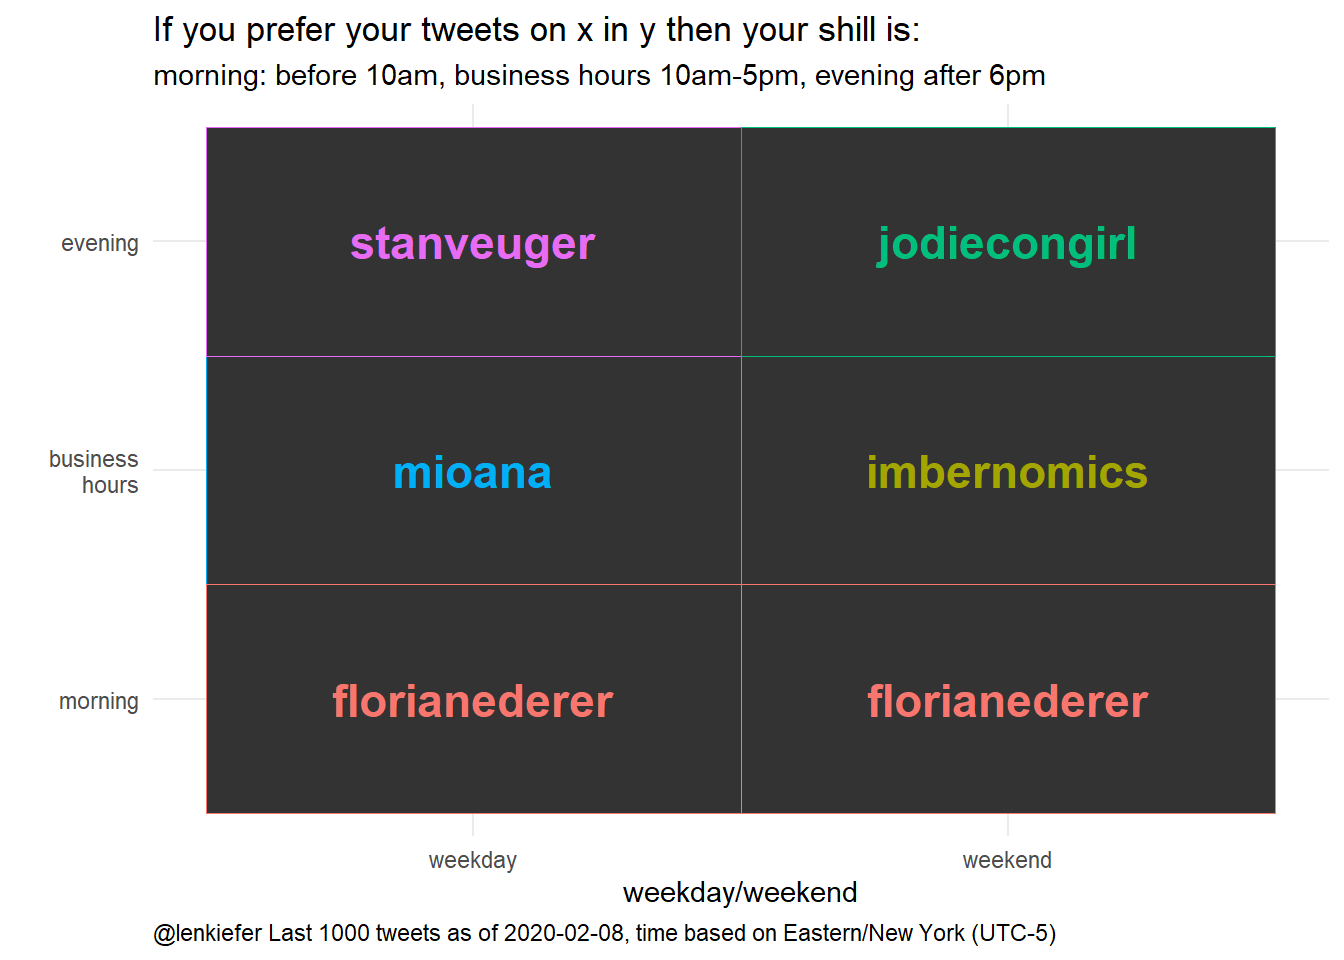 If you prefer your tweets on x in y then your shill is:
morning: before 10am, business hours 10am-5pm, evening after 6pm
evening
stanveuger
jodiecongirl
business
hours
mioana
imbernomics
morning
florianederer
florianederer
weekday
weekend
weekday/weekend
@lenkiefer Last 1000 tweets as of 2020-02-08, time based on Eastern/New York (UTC-5)